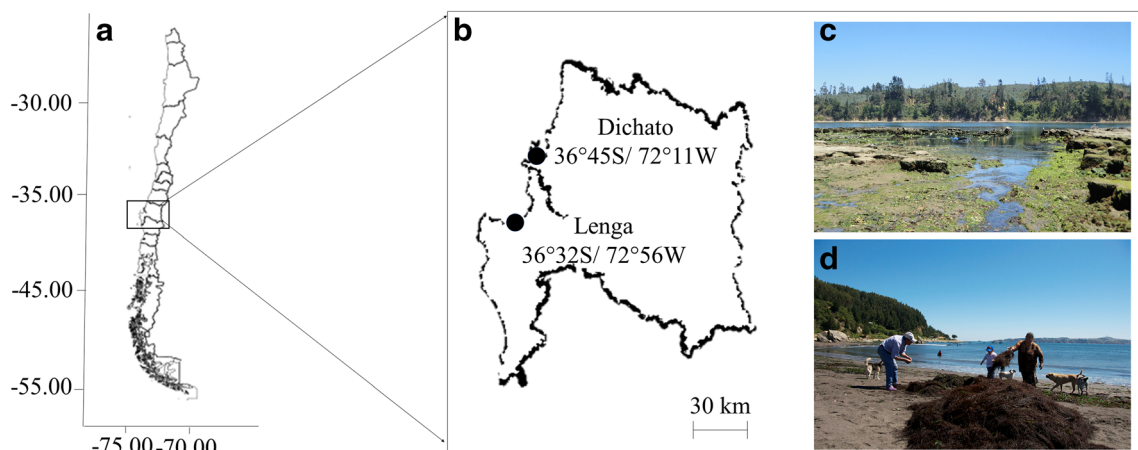 a
-30.00
-35.00
-45.00
-55.00
-75.00 -70.00
b
Dichato
36°45S/ 72°11W
Lenga
36°32S/ 72°56W
30 km
c
d